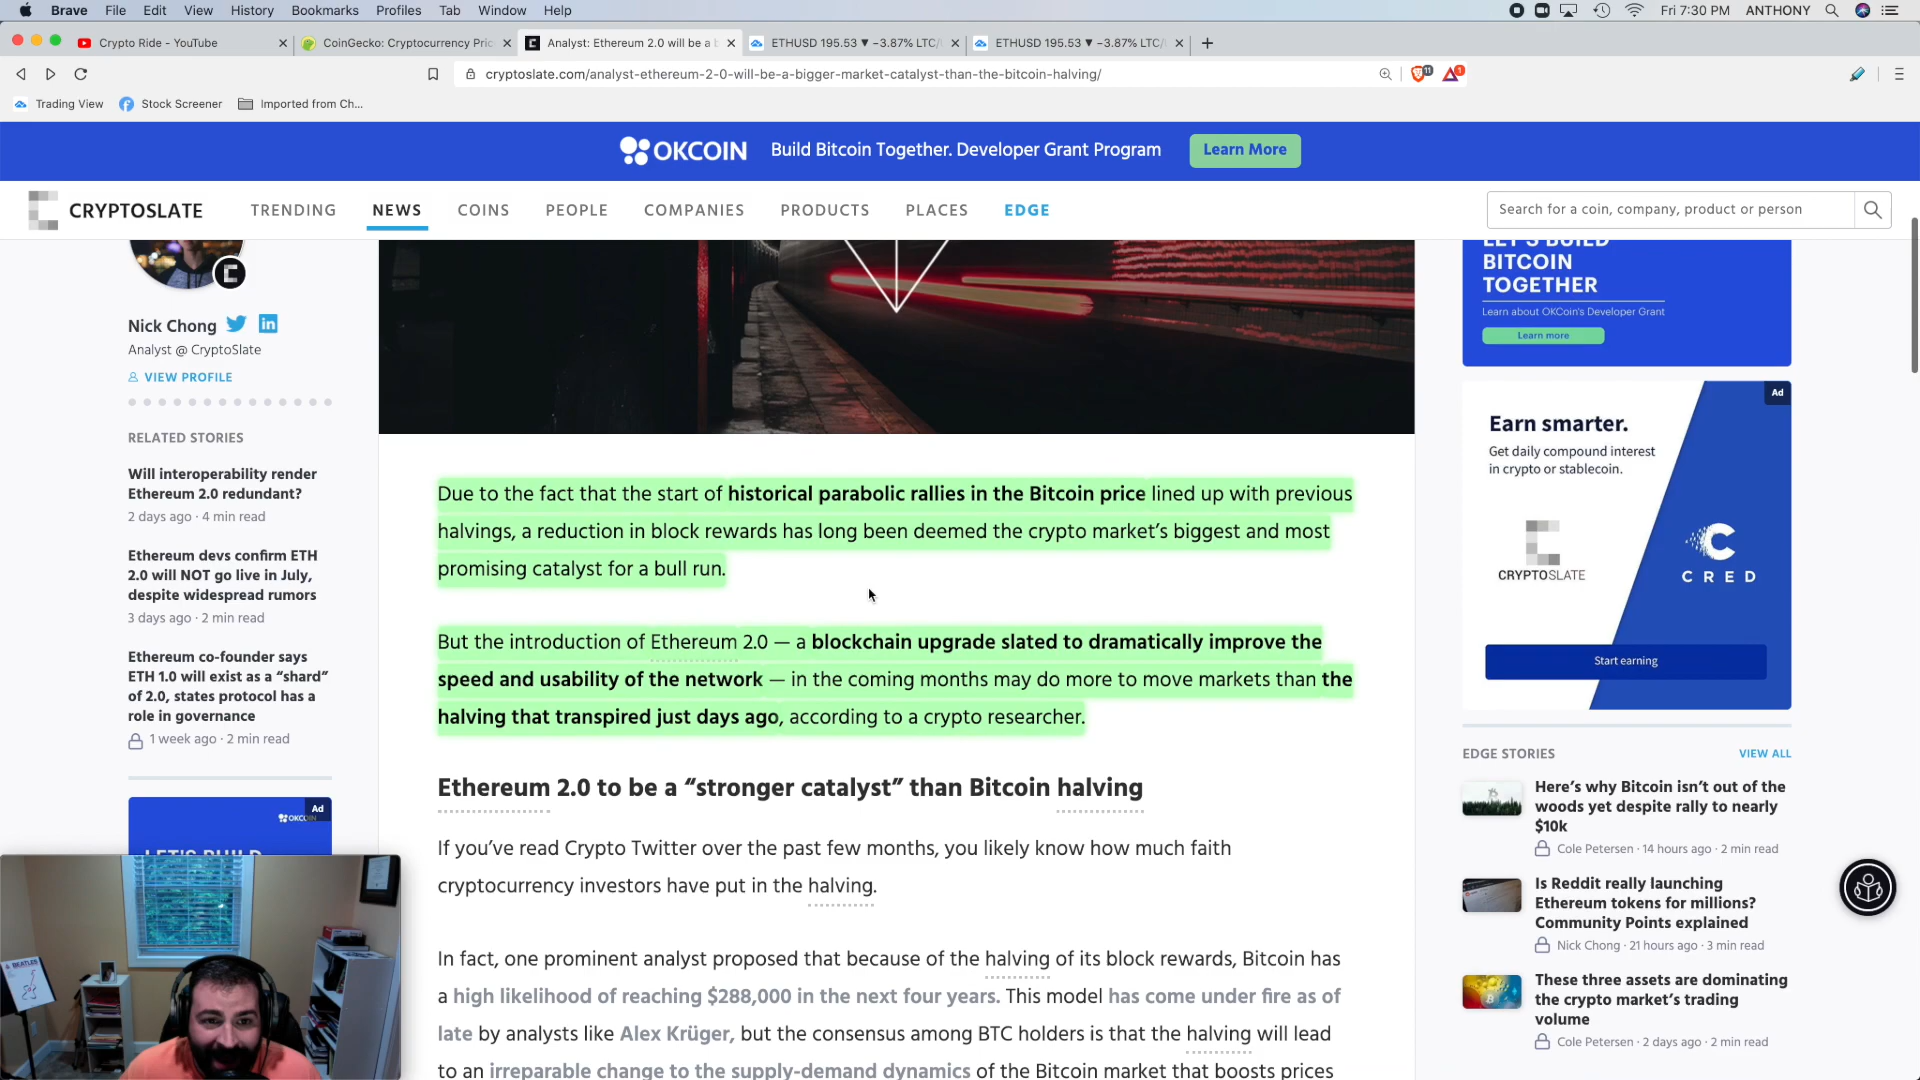 Brave File Edit View History Bookmarks Profiles Tab Window Help Fri 7:30 PM ANTHONY
Crypto Ride - YouTube CoinGecko: Cryptocurrency Pric Analyst: Ethereum 2.0 will be a b ETHUSD 195.53 ▼ −3.87% LTC/ ETHUSD 195.53 ▼ −3.87% LTC/
cryptoslate.com/analyst-ethereum-2-0-will-be-a-bigger-market-catalyst-than-the-bitcoin-halving/ 11 1
Trading View Stock Screener Imported from Ch...
OKCOIN Build Bitcoin Together. Developer Grant Program Learn More
CRYPTOSLATE TRENDING NEWS COINS PEOPLE COMPANIES PRODUCTS PLACES EDGE Search for a coin, company, product or person
Nick Chong
Analyst @ CryptoSlate
VIEW PROFILE
RELATED STORIES
Will interoperability render
Ethereum 2.0 redundant?
2 days ago · 4 min read
Ethereum devs confirm ETH
2.0 will NOT go live in July,
despite widespread rumors
3 days ago · 2 min read
Ethereum co-founder says
ETH 1.0 will exist as a “shard”
of 2.0, states protocol has a
role in governance
1 week ago · 2 min read
Ad
OKCOIN
LET'S BUILD
BEATLES
Due to the fact that the start of historical parabolic rallies in the Bitcoin price lined up with previous
halvings, a reduction in block rewards has long been deemed the crypto market’s biggest and most
promising catalyst for a bull run.
But the introduction of Ethereum 2.0 — a blockchain upgrade slated to dramatically improve the
speed and usability of the network — in the coming months may do more to move markets than the
halving that transpired just days ago, according to a crypto researcher.
Ethereum 2.0 to be a “stronger catalyst” than Bitcoin halving
If you’ve read Crypto Twitter over the past few months, you likely know how much faith
cryptocurrency investors have put in the halving.
In fact, one prominent analyst proposed that because of the halving of its block rewards, Bitcoin has
a high likelihood of reaching $288,000 in the next four years. This model has come under fire as of
late by analysts like Alex Krüger, but the consensus among BTC holders is that the halving will lead
to an irreparable change to the supply-demand dynamics of the Bitcoin market that boosts prices
LET'S BUILD
BITCOIN
TOGETHER
Learn about OKCoin's Developer Grant
Learn more
Ad
Earn smarter.
Get daily compound interest
in crypto or stablecoin.
CRYPTOSLATE
CRED
Start earning
EDGE STORIES VIEW ALL
Here’s why Bitcoin isn’t out of the
woods yet despite rally to nearly
$10k
Cole Petersen · 14 hours ago · 2 min read
Is Reddit really launching
Ethereum tokens for millions?
Community Points explained
Nick Chong · 21 hours ago · 3 min read
These three assets are dominating
the crypto market’s trading
volume
Cole Petersen · 2 days ago · 2 min read